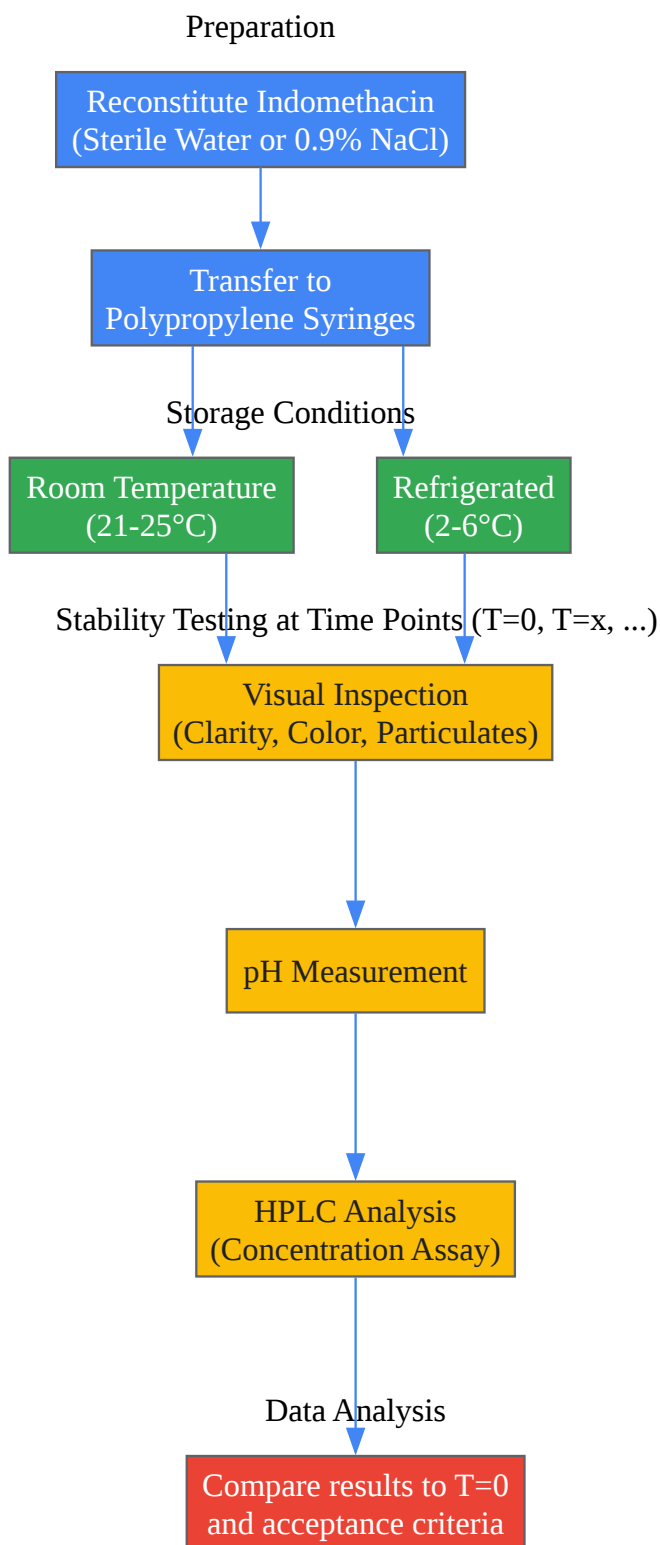 Preparation
Reconstitute Indomethacin
(Sterile Water or 0.9% NaCl)
Transfer to
Polypropylene Syringes
Storage Conditions
Room Temperature
(21-25°C)
Refrigerated
(2-6°C)
Stability Testing at Time Points (T=0, T=x, ...)
Visual Inspection
(Clarity, Color, Particulates)
pH Measurement
HPLC Analysis
(Concentration Assay)
Data Analysis
Compare results to T=0
and acceptance criteria